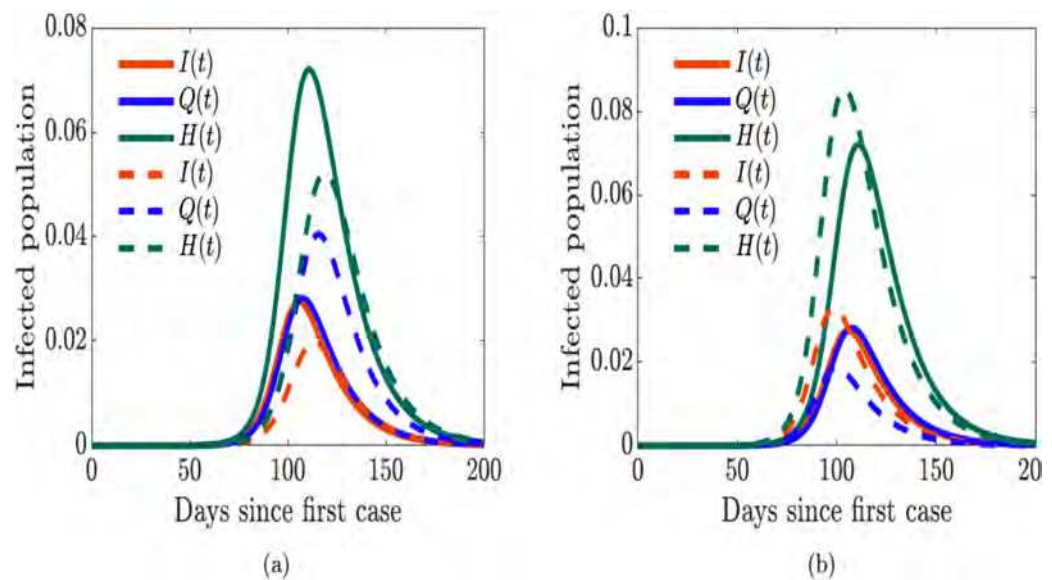 0.08
0.06
0.04
0.02
0
I(t)
Q(t)
H(t)
I(t)
Q(t)
H(t)
0 50 100 150 200
Infected population
Days since first case
(a)
0.1
0.08
0.06
0.04
0.02
0
I(t)
Q(t)
H(t)
I(t)
Q(t)
H(t)
0 50 100 150 200
Infected population
Days since first case
(b)